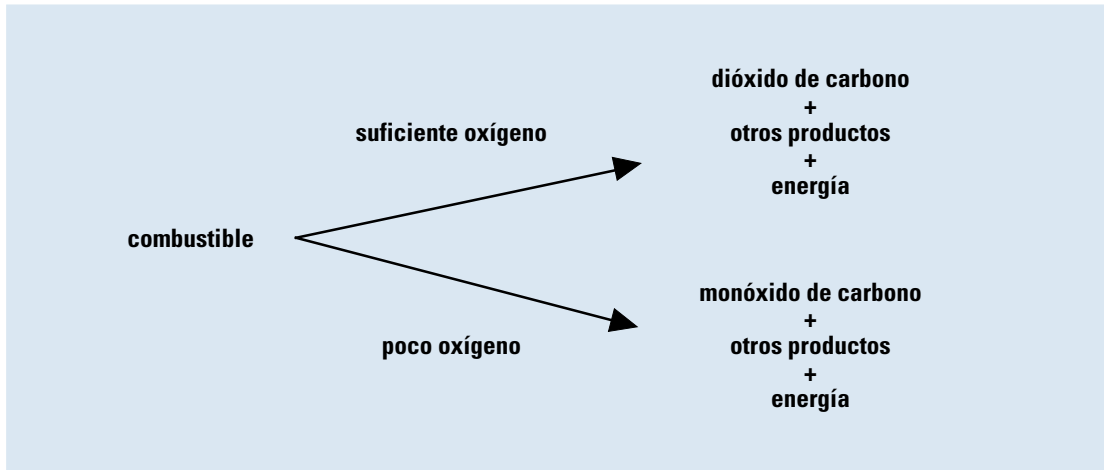 dióxido de carbono
+
otros productos
+
energía
suficiente oxígeno
combustible
poco oxígeno
monóxido de carbono
+
otros productos
+
energía